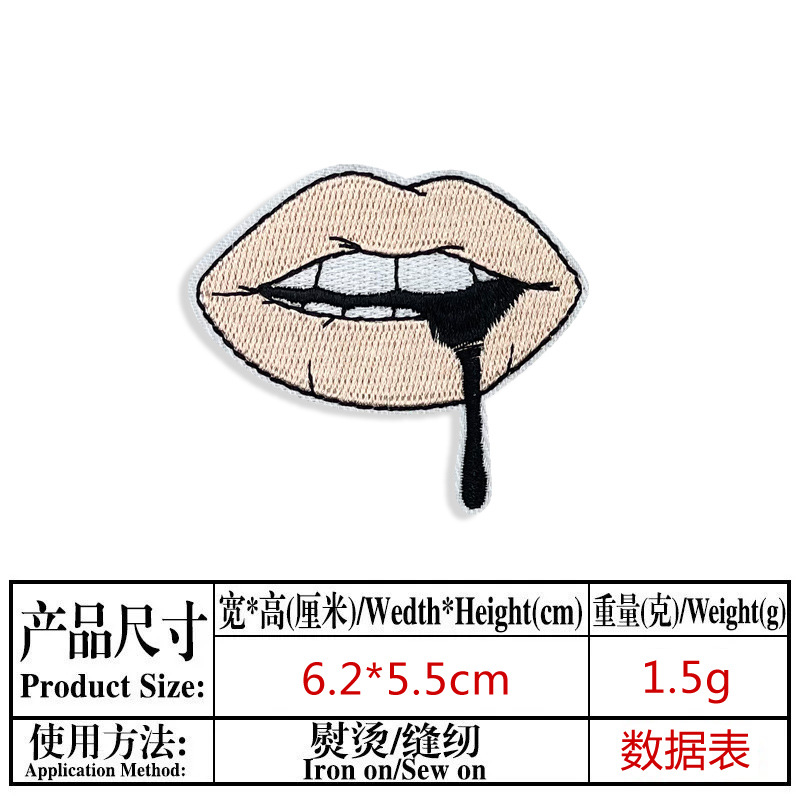 产品尺寸
Product Size:
宽*高(厘米)/Wedth*Height(cm)
重量(克)/Weight(g)
6.2*5.5cm
1.5g
使用方法:
Application Method:
熨烫/缝纫
Iron on/Sew on
数据表